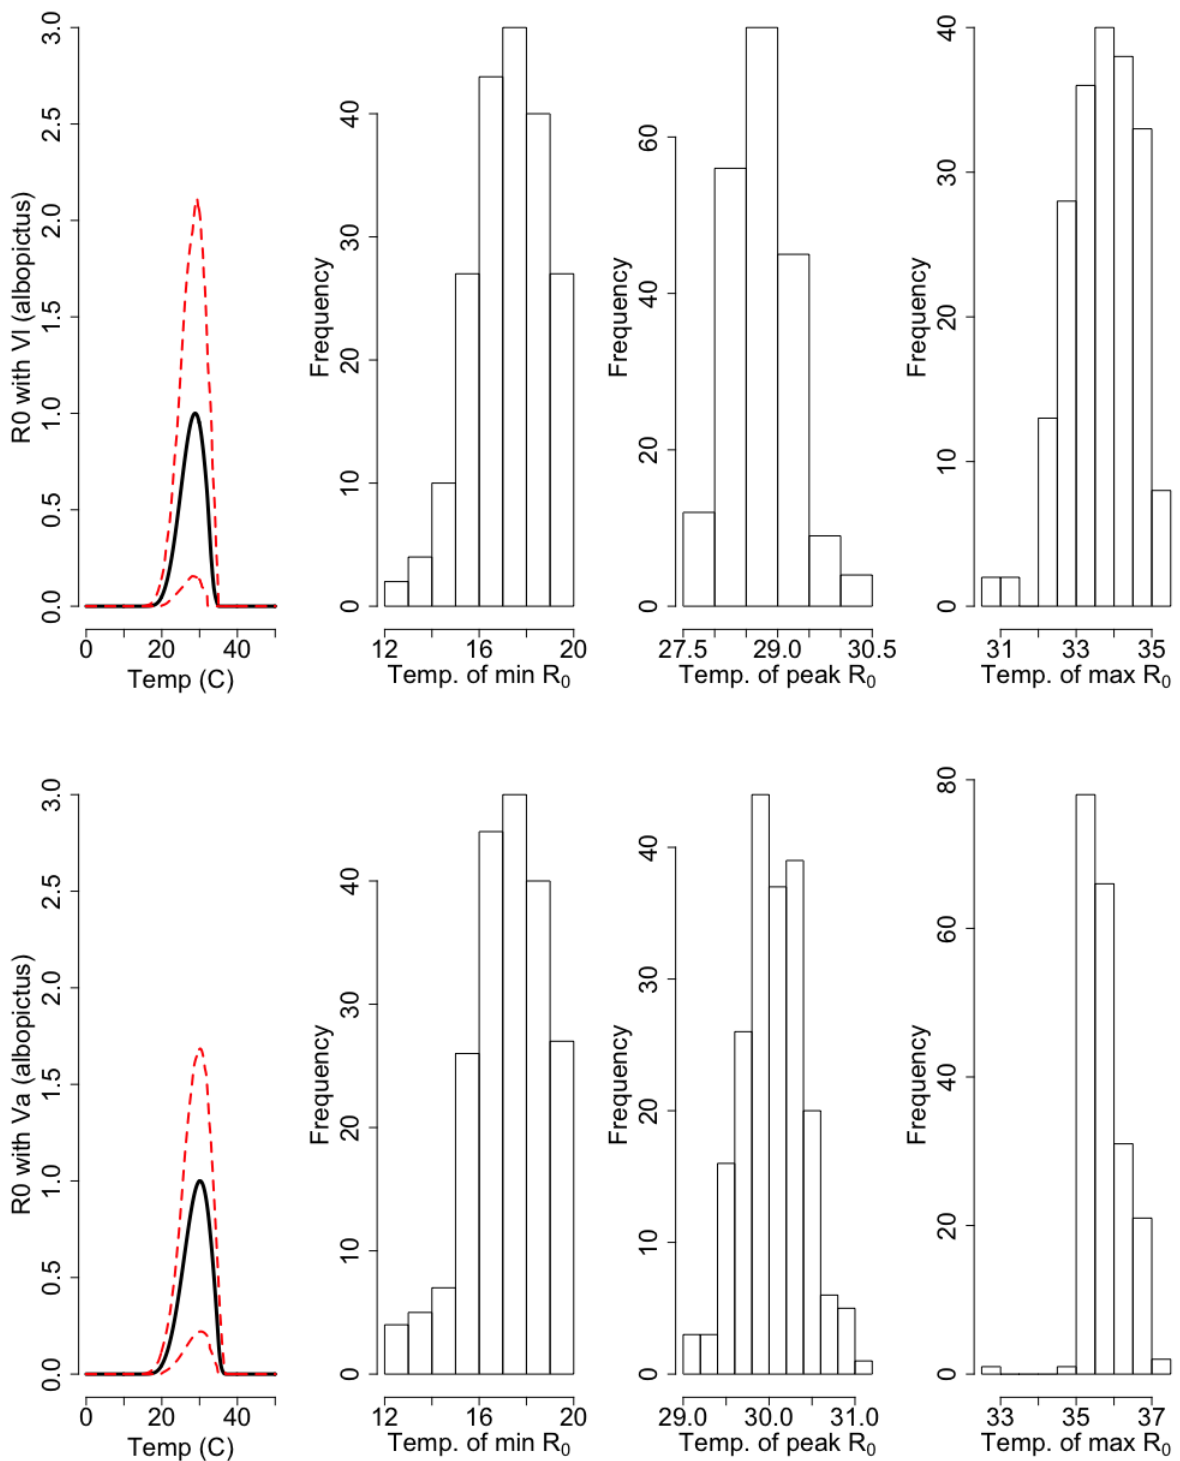 R0 with VI (albopictus)
0.0 0.5 1.0 1.5 2.0 2.5 3.0
0 20 40
Temp (C)
Frequency
0 10 20 30 40
12 16 20
Temp. of min R0
Frequency
0 20 40 60
27.5 29.0 30.5
Temp. of peak R0
Frequency
0 10 20 30 40
31 33 35
Temp. of max R0
R0 with Va (albopictus)
0.0 0.5 1.0 1.5 2.0 2.5 3.0
0 20 40
Temp (C)
Frequency
0 10 20 30 40
12 16 20
Temp. of min R0
Frequency
0 10 20 30 40
29.0 30.0 31.0
Temp. of peak R0
Frequency
0 20 40 60 80
33 35 37
Temp. of max R0